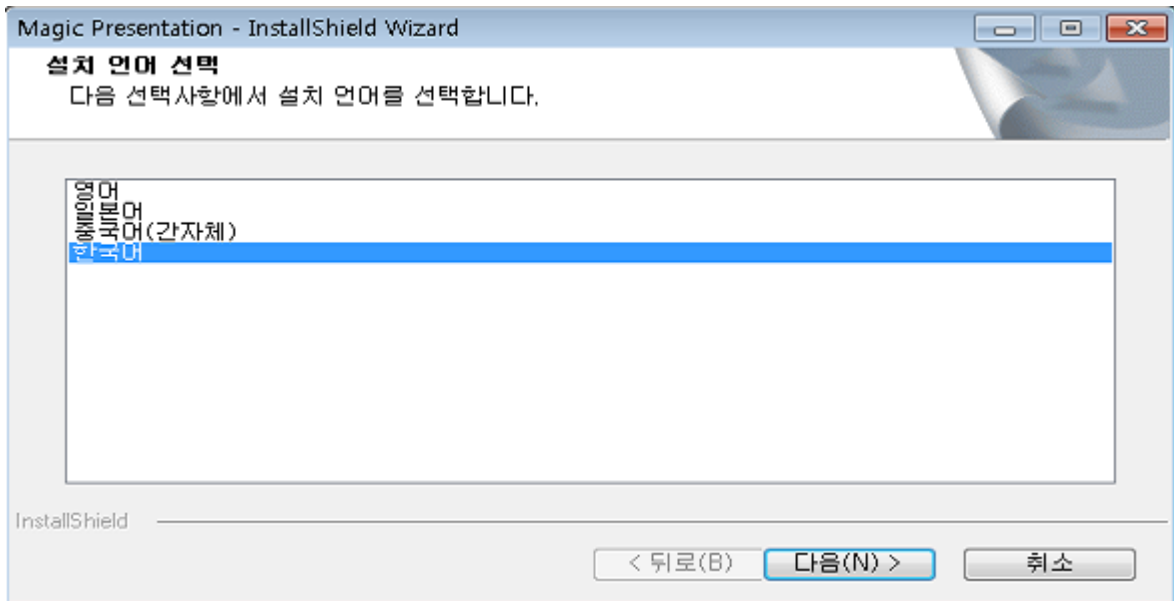 Magic Presentation - InstallShield Wizard
설치 언어 선택
다음 선택사항에서 설치 언어를 선택합니다.
영어
일본어
중국어(간자체)
한국어
InstallShield
< 뒤로(B) 다음(N) > 취소